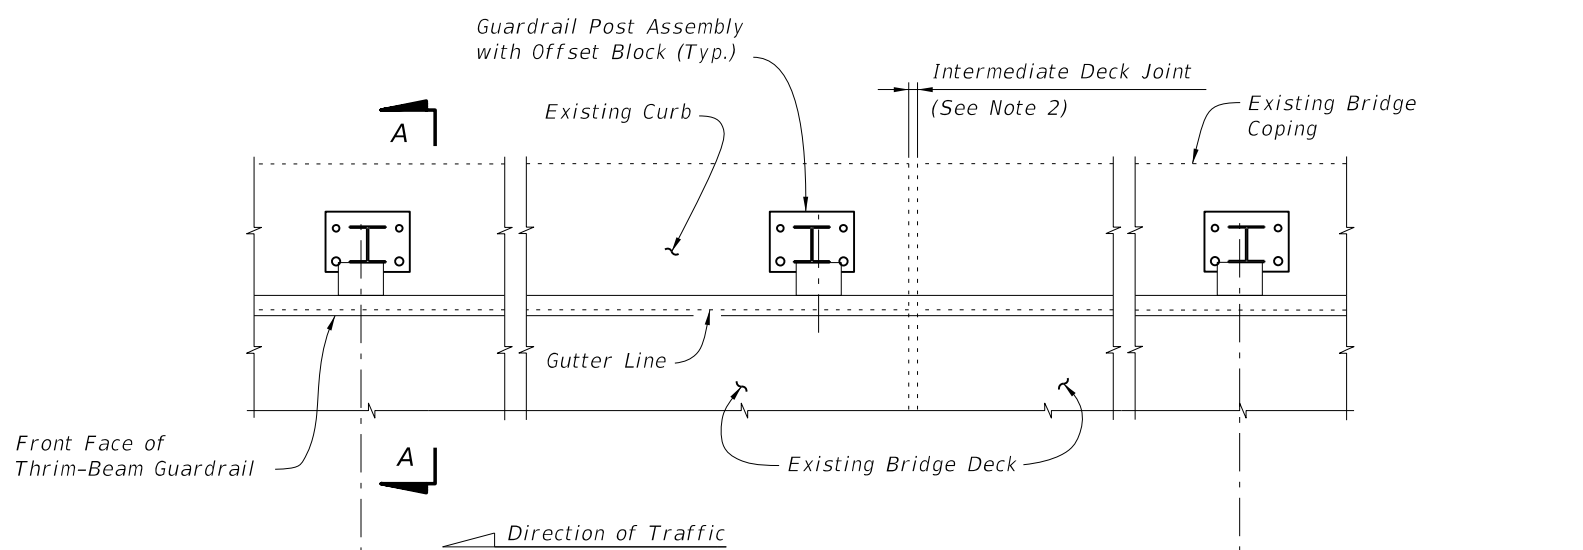 Guardrail Post Assembly
with Offset Block (Typ.)
Intermediate Deck Joint
(See Note 2)
Existing Curb
Existing Bridge
Coping
A
Gutter Line
Front Face of
Thrim-Beam Guardrail
A
Existing Bridge Deck
Direction of Traffic